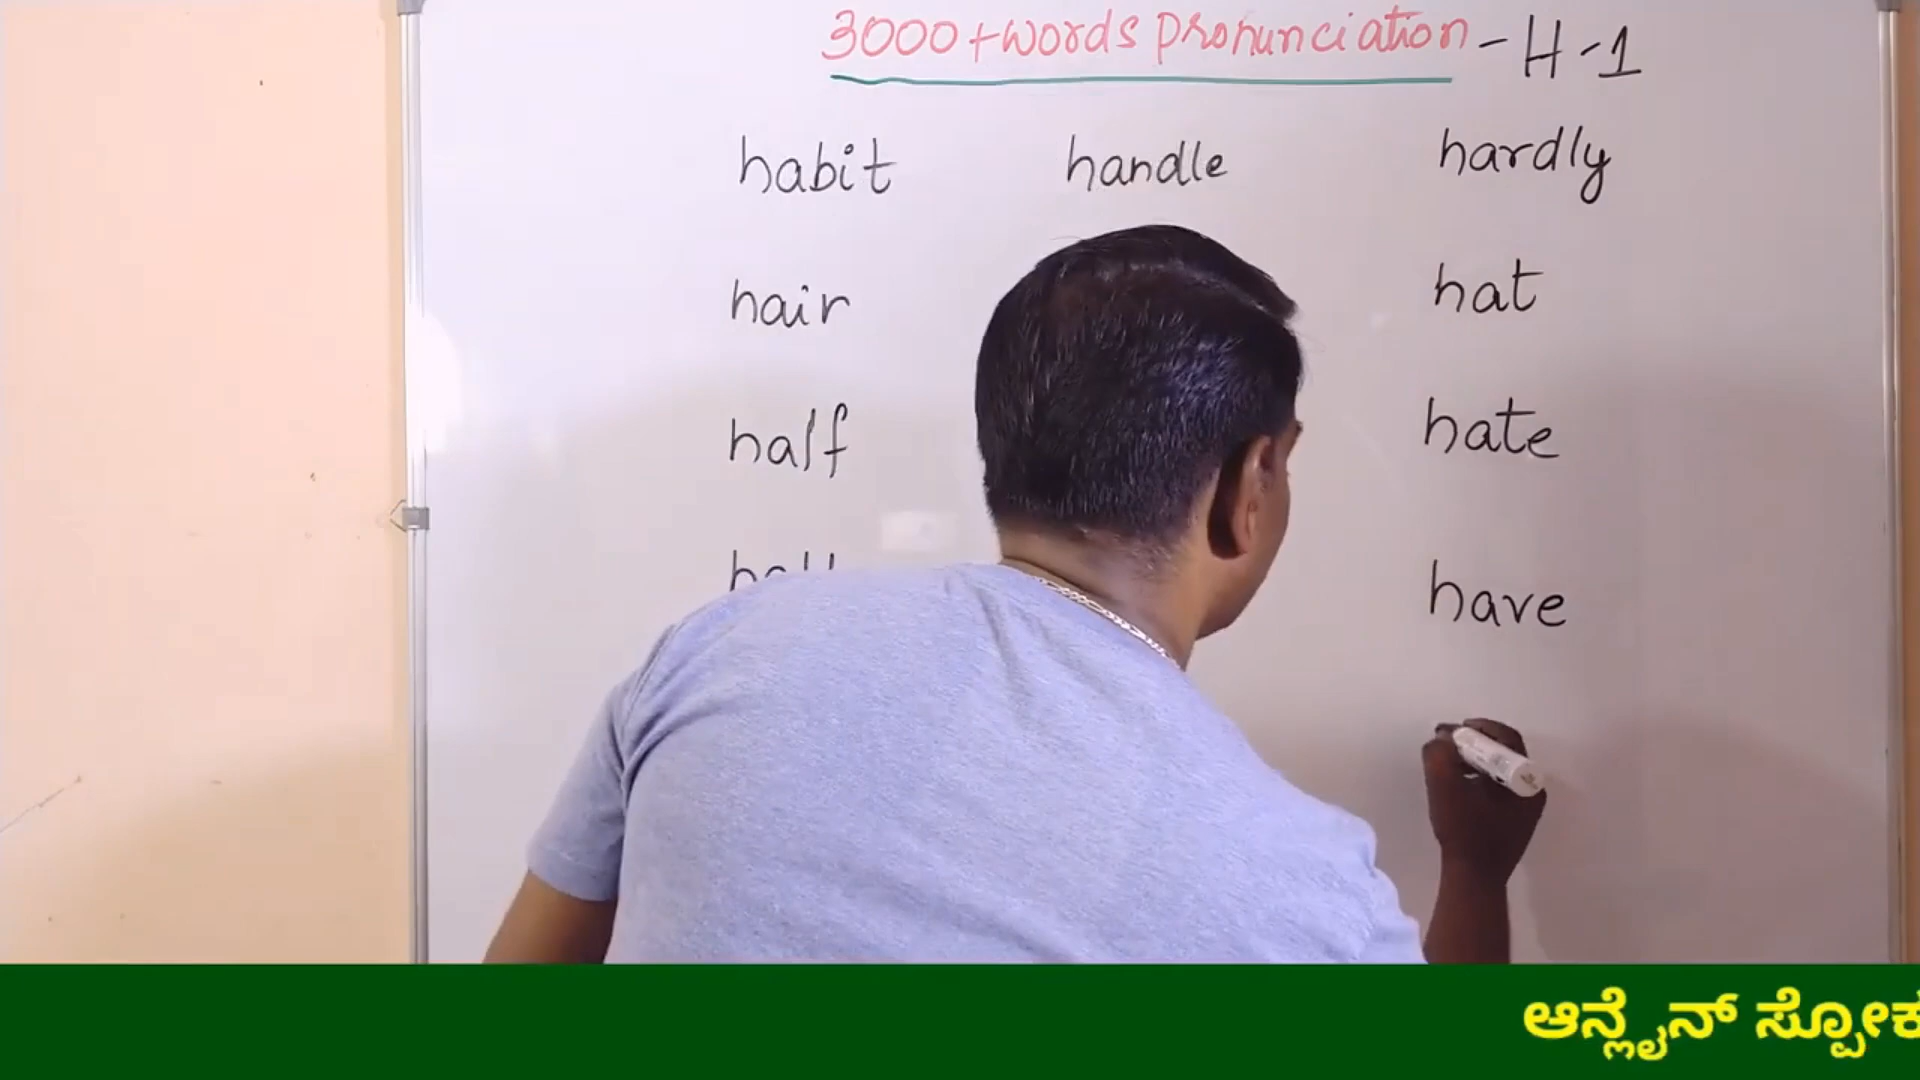 3000+words pronunciation - H-1
habit handle hardly
hair hat
half hate
have
ಆನ್ಲೈನ್